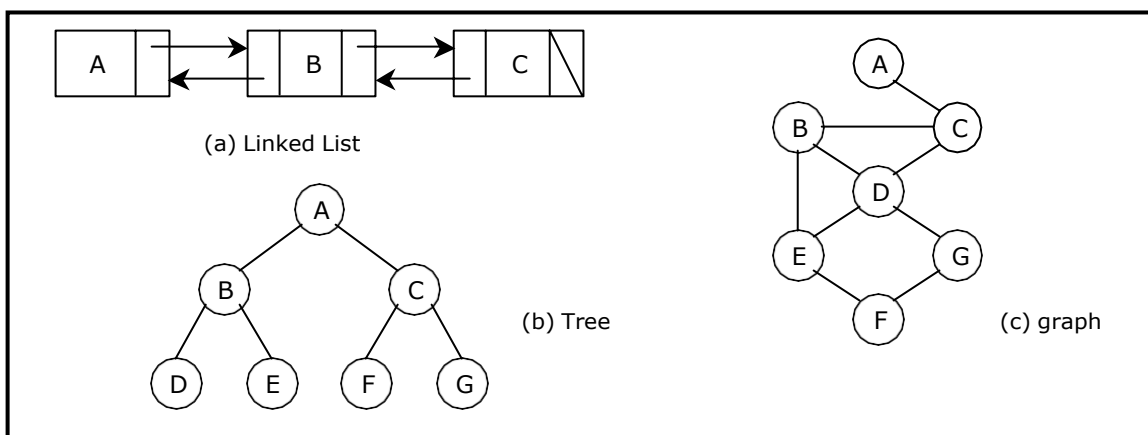 A B C
(a) Linked List
A
B C
D E F G
(b) Tree
A
B C
D
E G
F
(c) graph